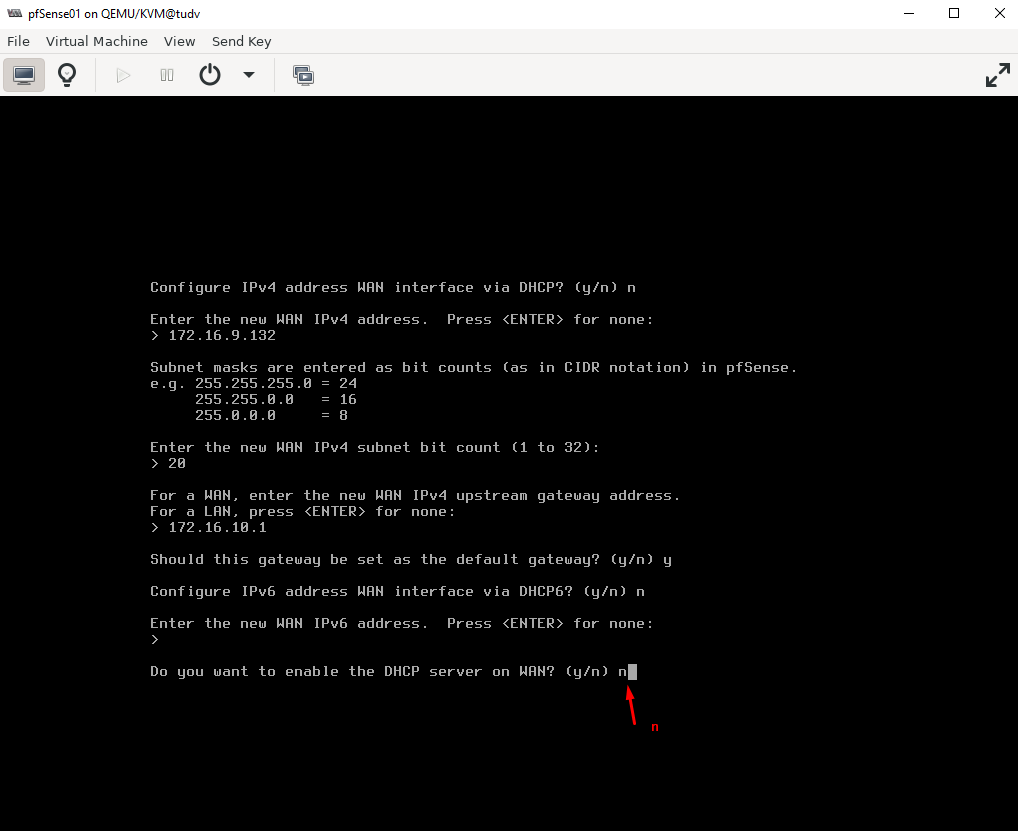 pfSense01 on QEMU/KVM@tudv
File Virtual Machine View Send Key
Configure IPv4 address WAN interface via DHCP? (y/n) n
Enter the new WAN IPv4 address.  Press <ENTER> for none:
> 172.16.9.132
Subnet masks are entered as bit counts (as in CIDR notation) in pfSense.
e.g. 255.255.255.0 = 24
     255.255.0.0   = 16
     255.0.0.0     = 8
Enter the new WAN IPv4 subnet bit count (1 to 32):
> 20
For a WAN, enter the new WAN IPv4 upstream gateway address.
For a LAN, press <ENTER> for none:
> 172.16.10.1
Should this gateway be set as the default gateway? (y/n) y
Configure IPv6 address WAN interface via DHCP6? (y/n) n
Enter the new WAN IPv6 address.  Press <ENTER> for none:
>
Do you want to enable the DHCP server on WAN? (y/n) n
n